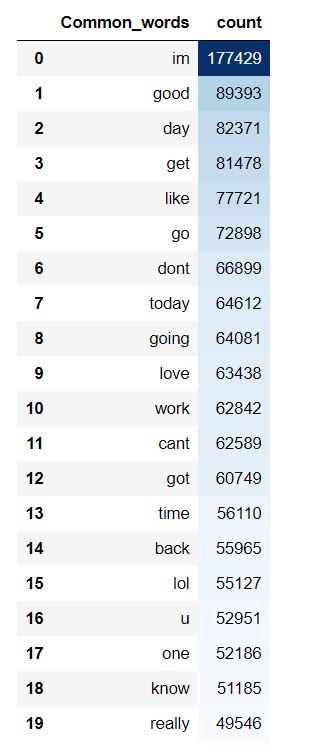 Common_words count
0 im 177429
1 good 89393
2 day 82371
3 get 81478
4 like 77721
5 go 72898
6 dont 66899
7 today 64612
8 going 64081
9 love 63438
10 work 62842
11 cant 62589
12 got 60749
13 time 56110
14 back 55965
15 lol 55127
16 u 52951
17 one 52186
18 know 51185
19 really 49546